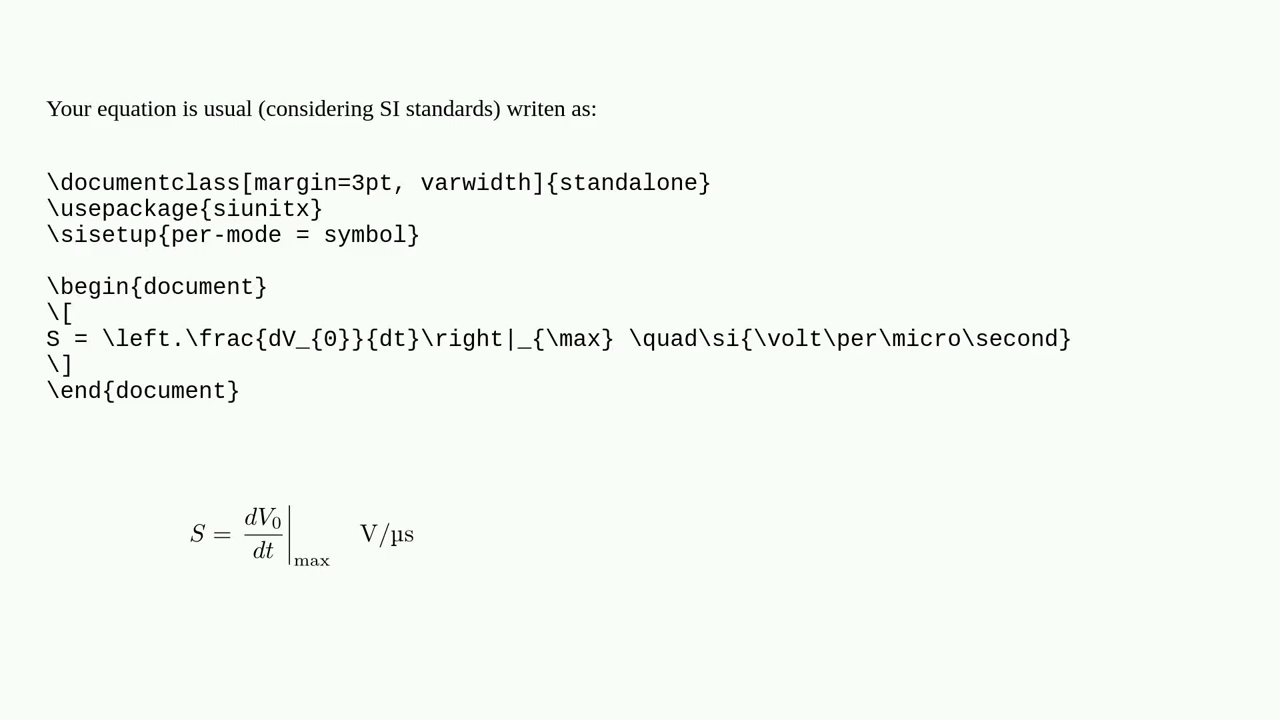 Your equation is usual (considering SI standards) writen as:
\documentclass[margin=3pt, varwidth]{standalone}
\usepackage{siunitx}
\sisetup{per-mode = symbol}
\begin{document}
\[
S = \left.\frac{dV_{0}}{dt}\right|_{\max} \quad\si{\volt\per\micro\second}
\]
\end{document}
S = dV₀/dt|max V/µs